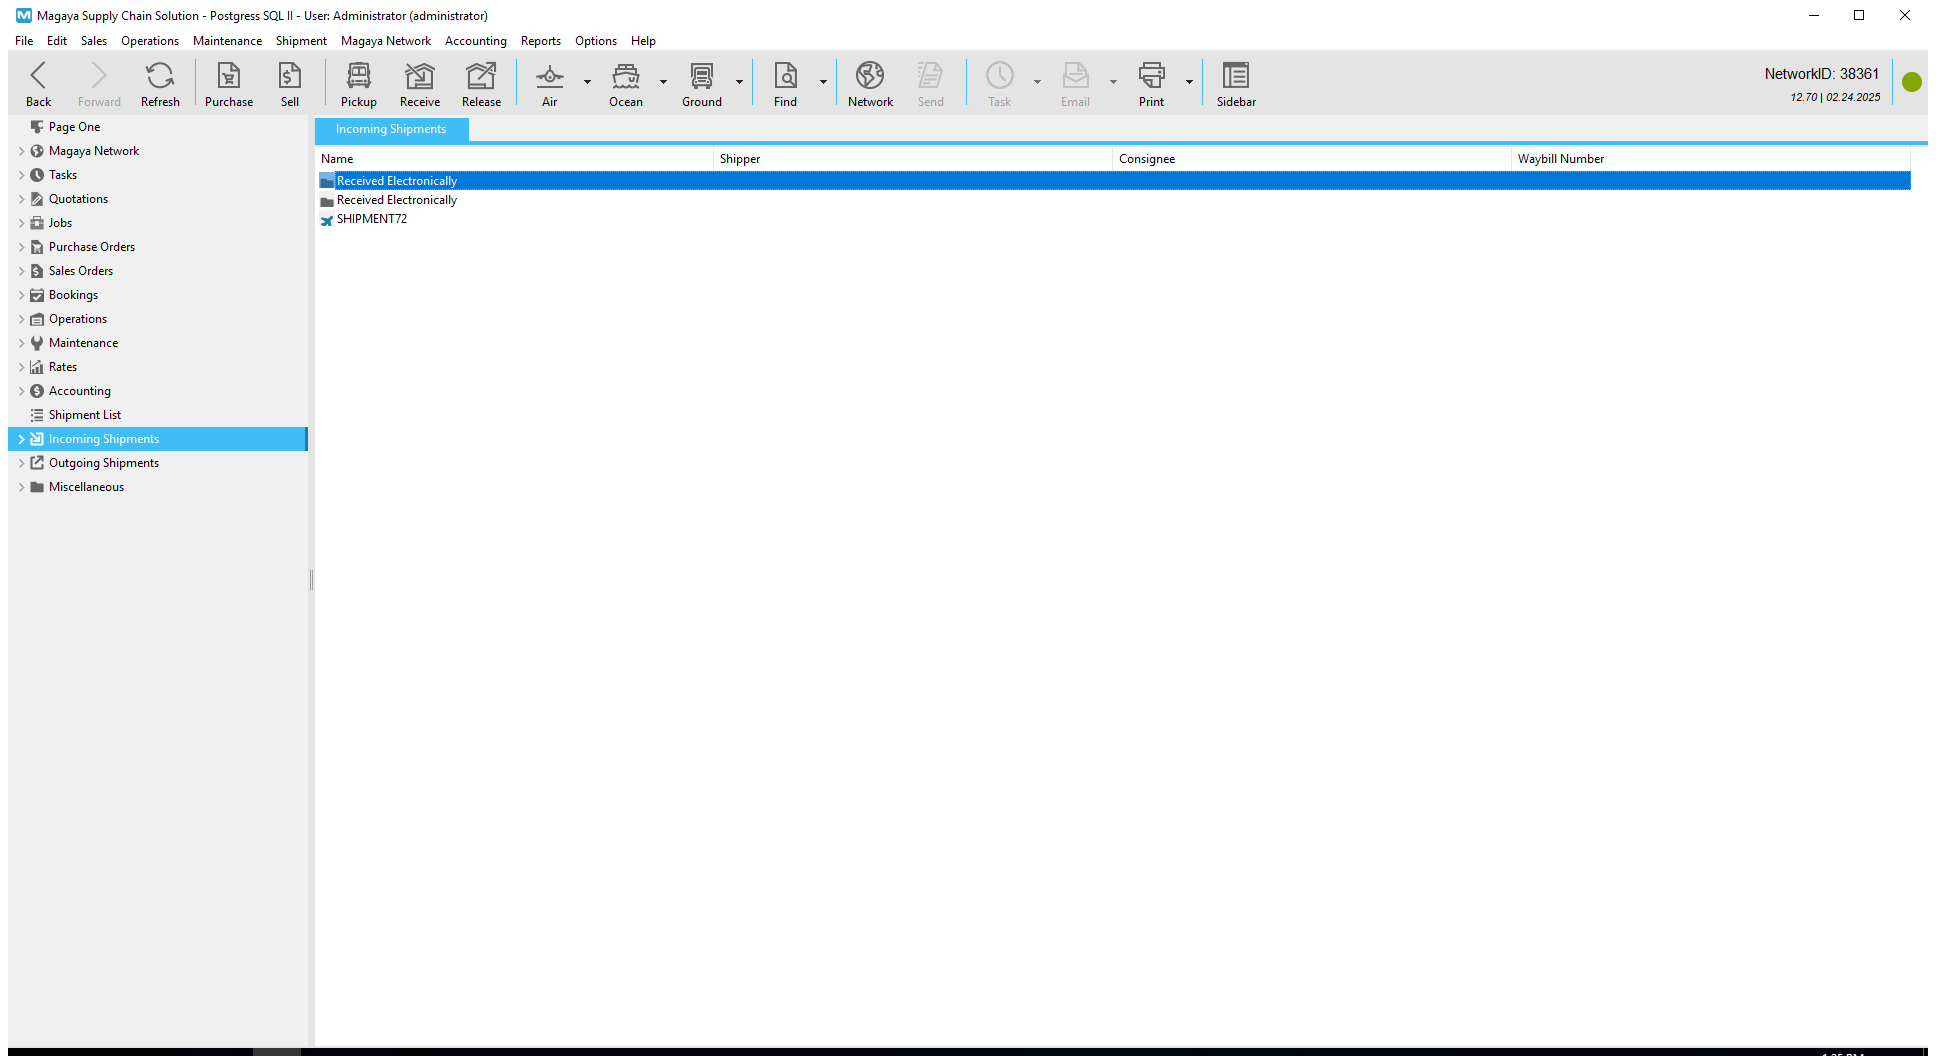 Magaya Supply Chain Solution - Postgress SQL II - User: Administrator (administrator)
File Edit Sales Operations Maintenance Shipment Magaya Network Accounting Reports Options Help
Back Forward Refresh Purchase Sell Pickup Receive Release Air Ocean Ground Find Network Send Task Email Print Sidebar
NetworkID: 38361
12.70 | 02.24.2025
Page One
Magaya Network
Tasks
Quotations
Jobs
Purchase Orders
Sales Orders
Bookings
Operations
Maintenance
Rates
Accounting
Shipment List
Incoming Shipments
Outgoing Shipments
Miscellaneous
Incoming Shipments
Name Shipper Consignee Waybill Number
Received Electronically
Received Electronically
SHIPMENT72